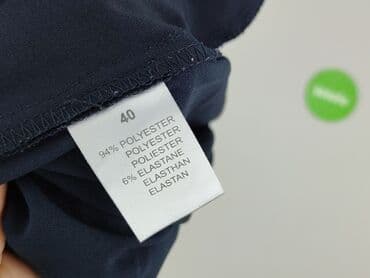 40
94% POLYESTER
POLYESTER
POLIESTER
6% ELASTANE
ELASTHAN
ELASTAN